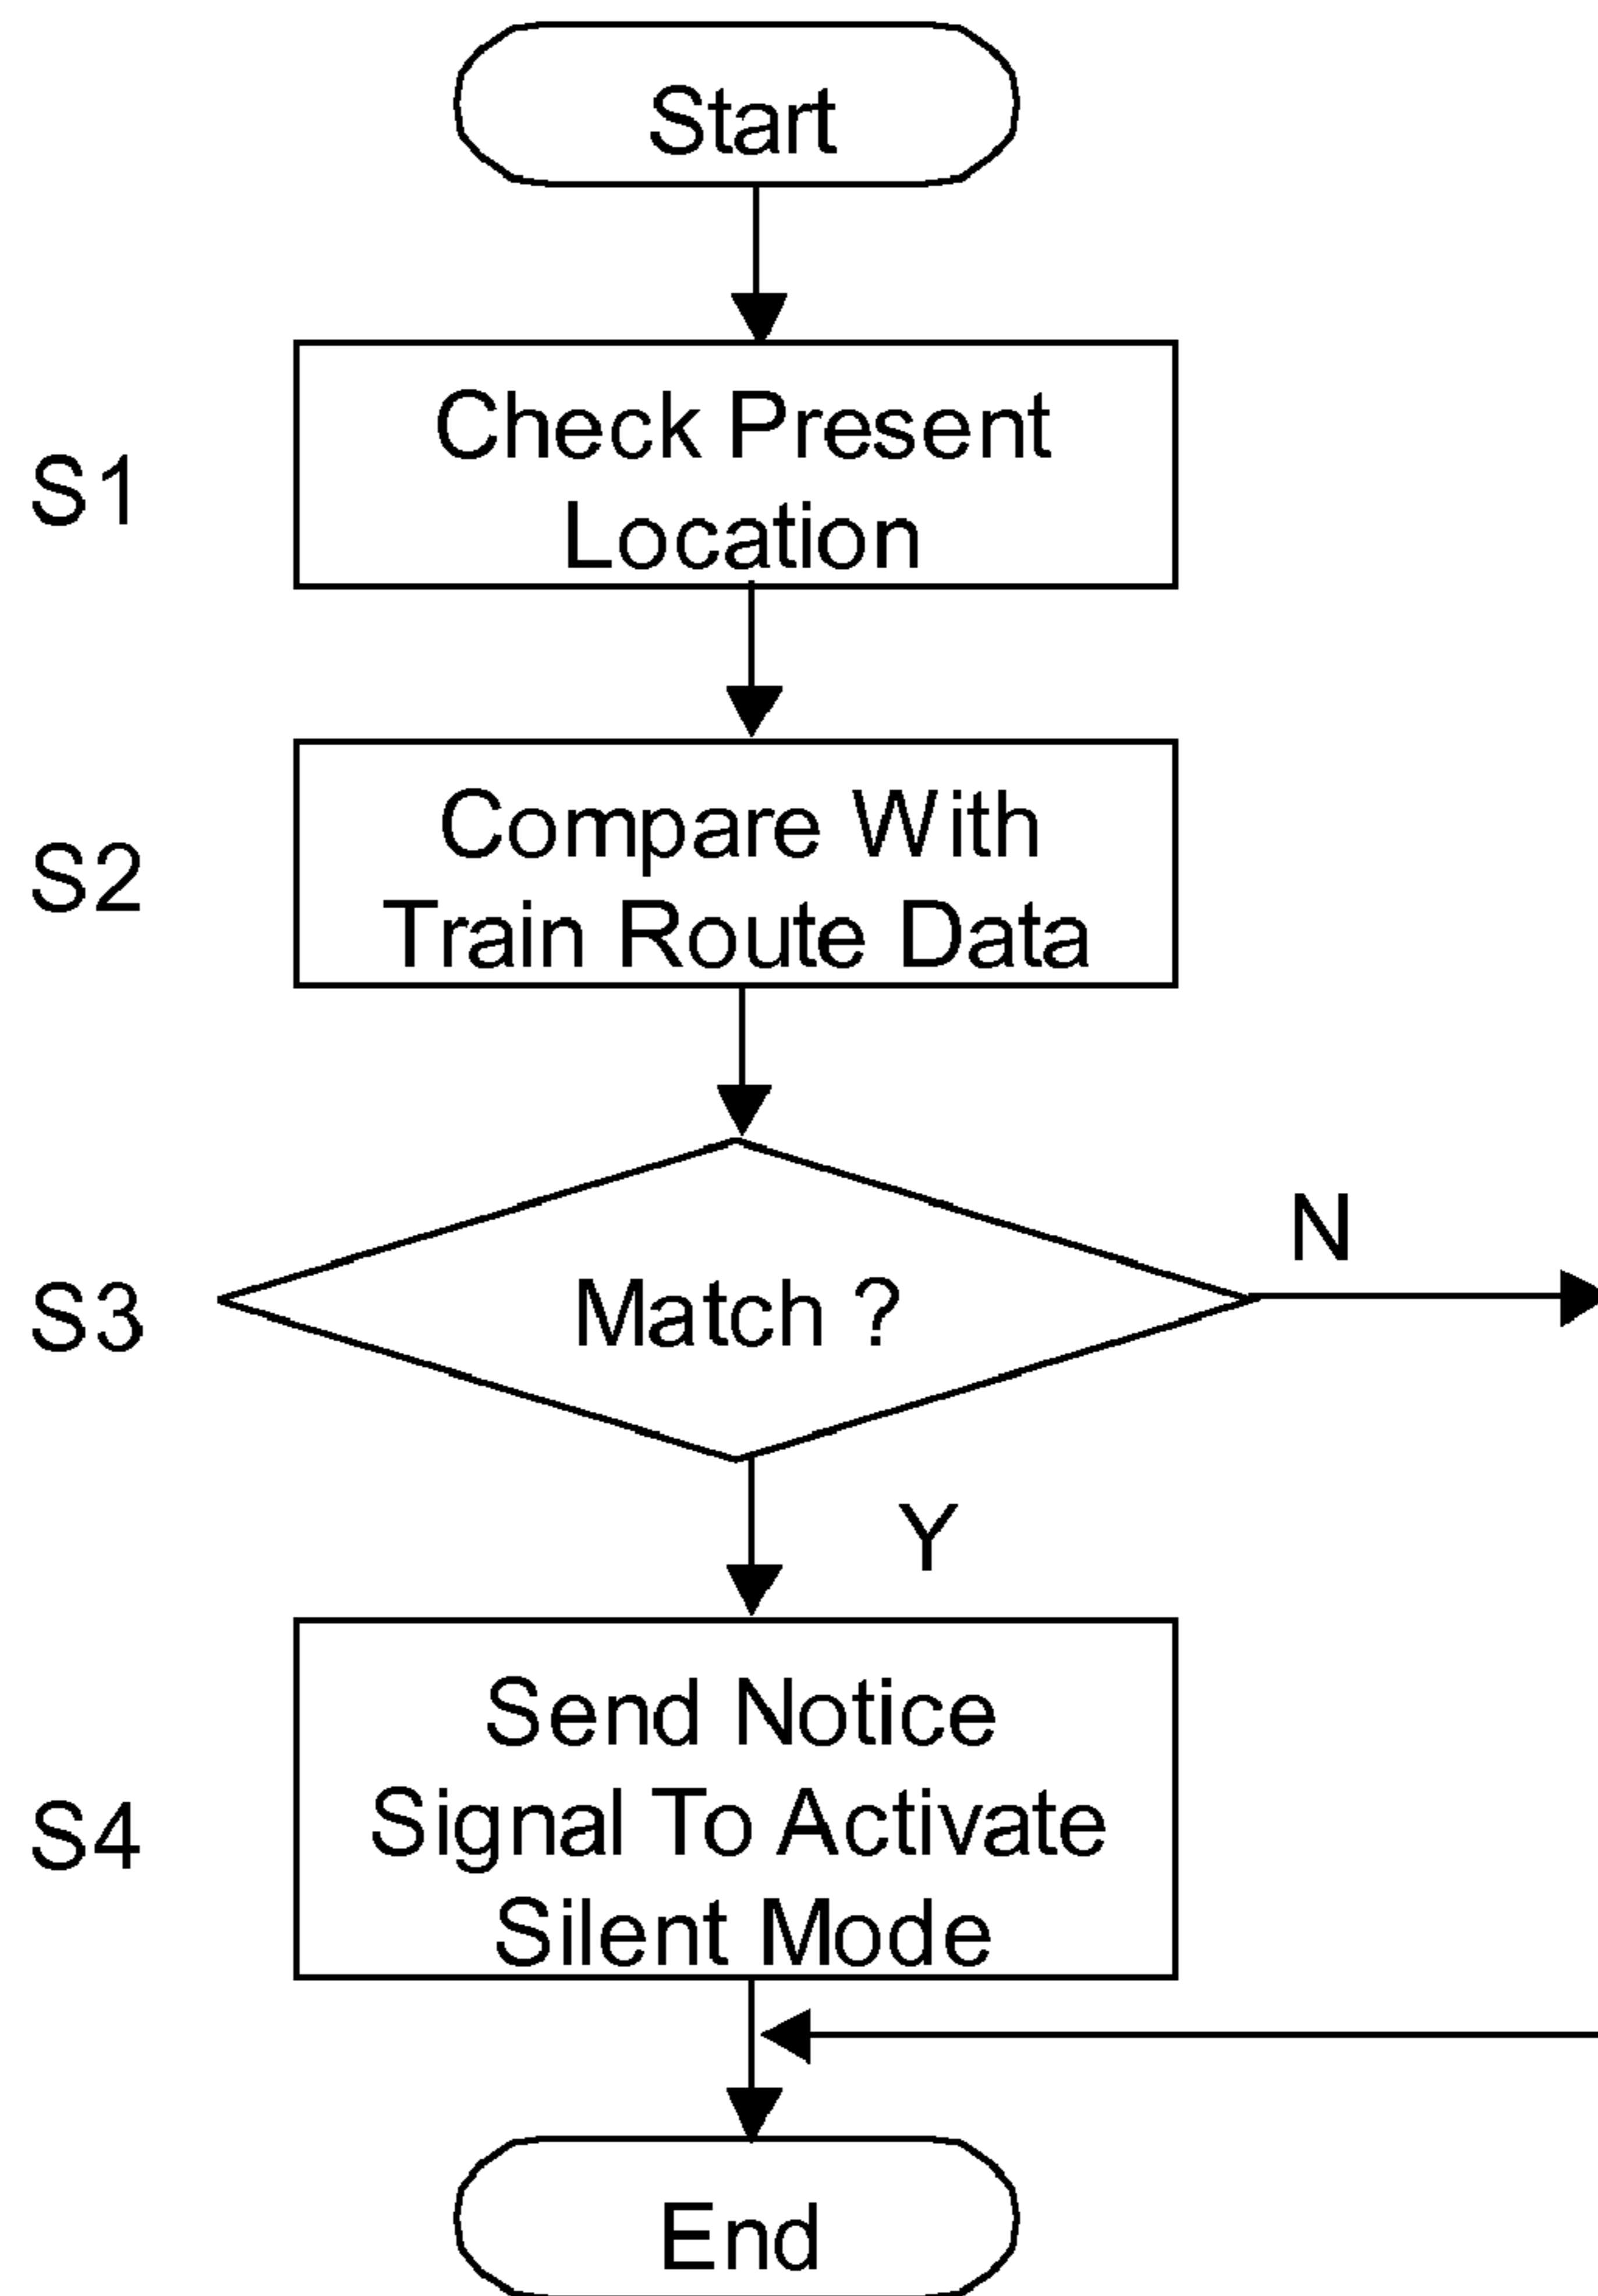 Start
S1
Check Present
Location
S2
Compare With
Train Route Data
S3
Match ?
N
Y
S4
Send Notice
Signal To Activate
Silent Mode
End